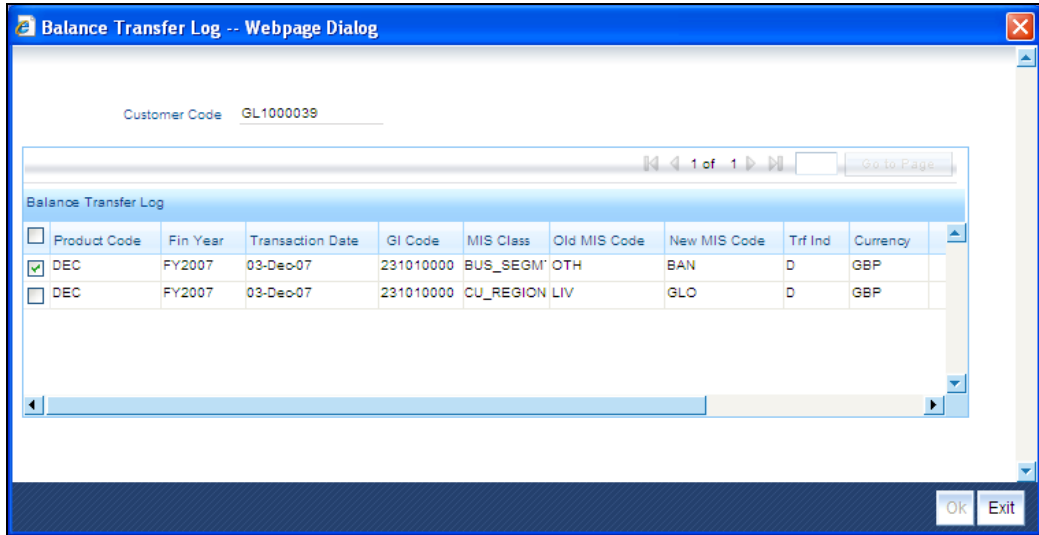 Balance Transfer Log -- Webpage Dialog
Customer Code GL1000039
1 of 1 Go to Page
Balance Transfer Log
Product Code Fin Year Transaction Date GI Code MIS Class Old MIS Code New MIS Code Trf Ind Currency
DEC FY2007 03-Dec-07 231010000 BUS_SEGM OTH BAN D GBP
DEC FY2007 03-Dec-07 231010000 CU_REGION LIV GLO D GBP
Ok Exit